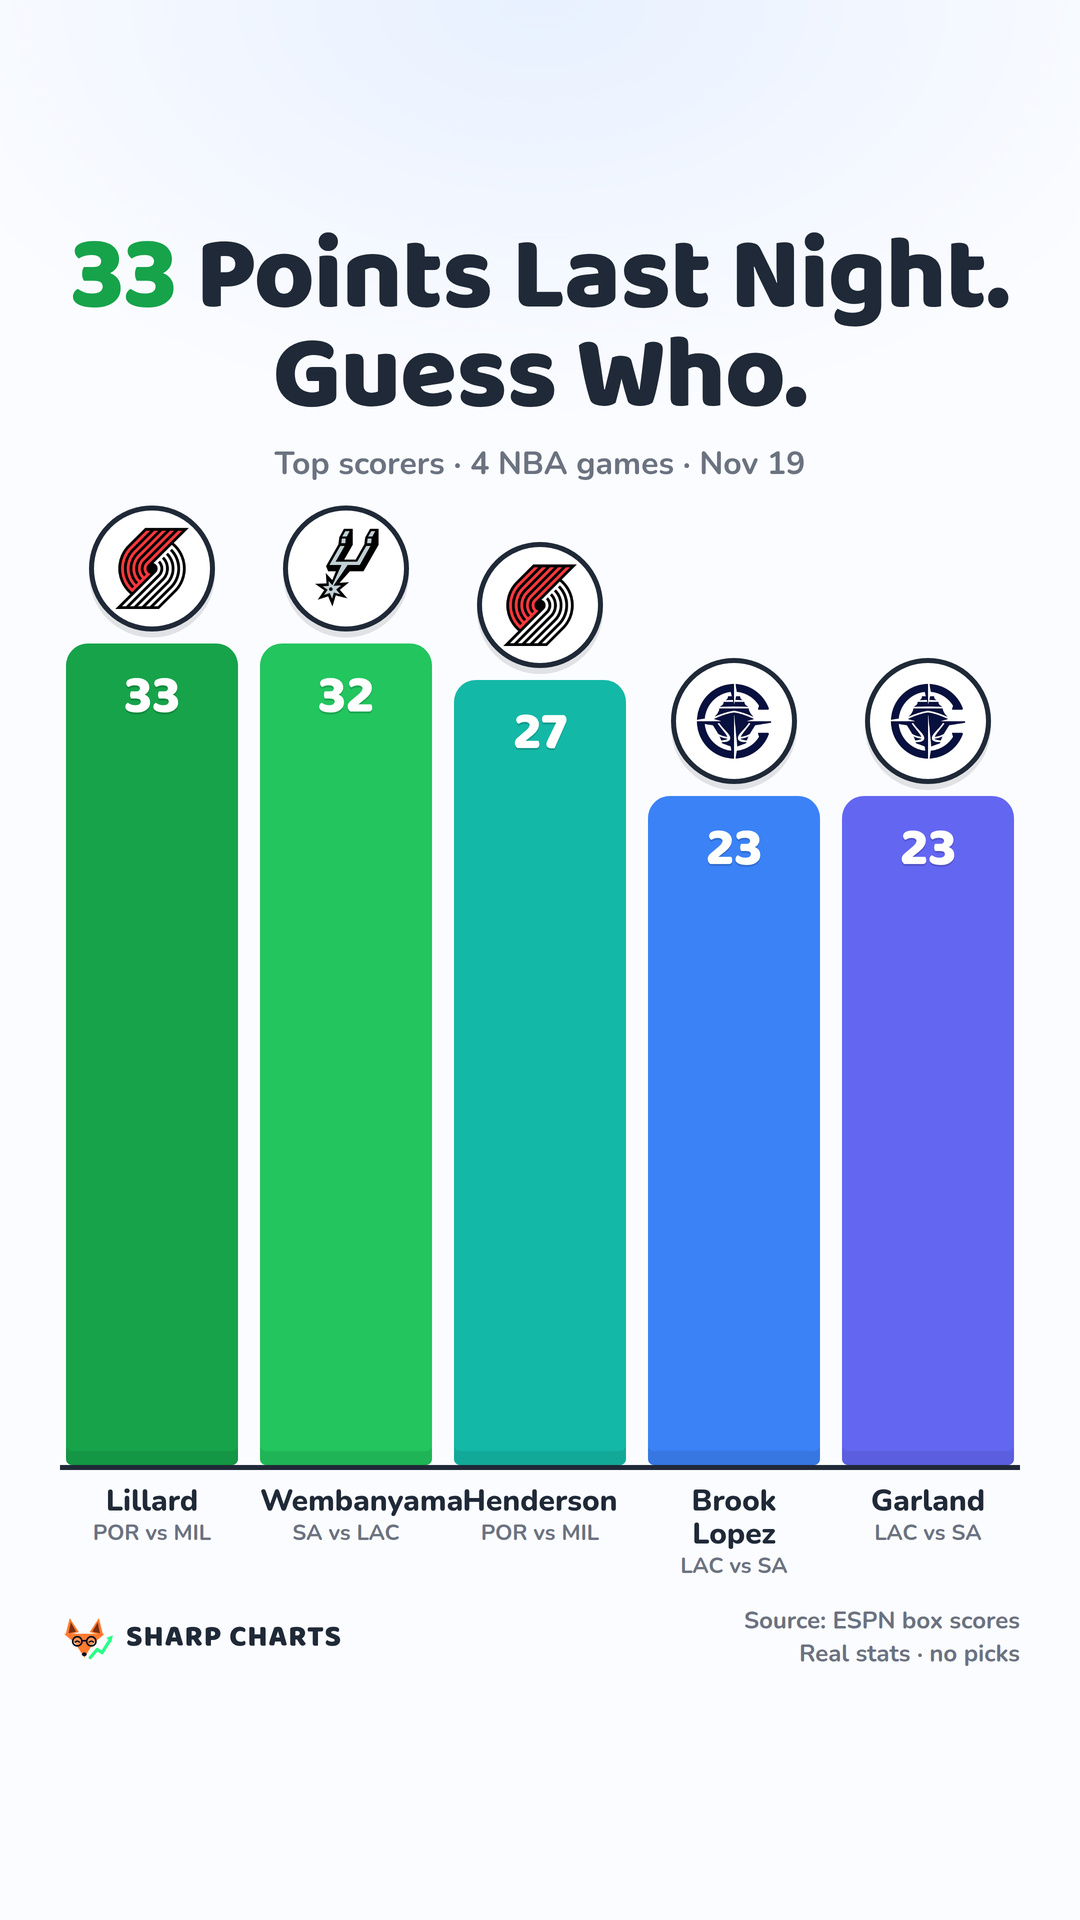 33 Points Last Night.
Guess Who.
Top scorers · 4 NBA games · Nov 19
33
32
27
23
23
Lillard
POR vs MIL
Wembanyama
SA vs LAC
Henderson
POR vs MIL
Brook
Lopez
LAC vs SA
Garland
LAC vs SA
SHARP CHARTS
Source: ESPN box scores
Real stats · no picks